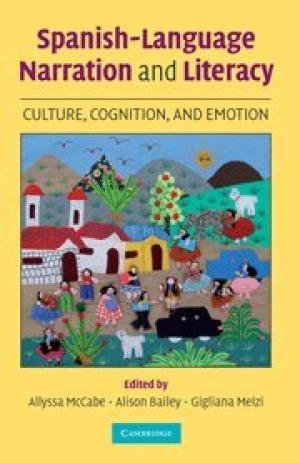 Spanish-Language
Narration and Literacy
CULTURE, COGNITION, AND EMOTION
Edited by
Allyssa McCabe • Alison Bailey • Gigliana Melzi
CAMBRIDGE